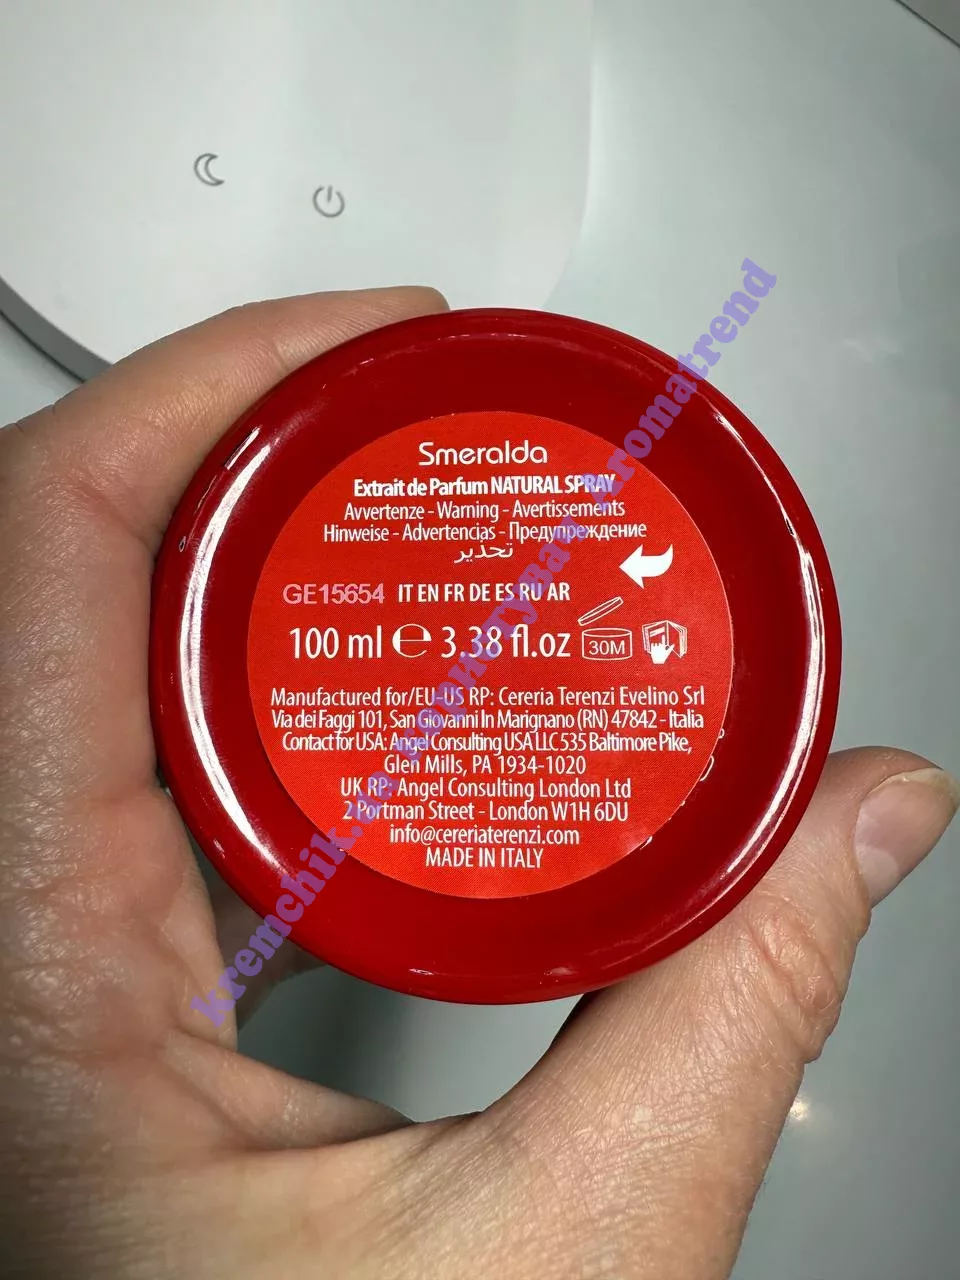 Smeralda
Extrait de Parfum NATURAL SPRAY
Avvertenze - Warning - Avertissements
Hinweise - Advertencias - Предупреждение
تحذير
GE15654 IT EN FR DE ES RU AR
100 ml ℮ 3.38 fl.oz 30M
Manufactured for/EU-US RP: Cereria Terenzi Evelino Srl
Via dei Faggi 101, San Giovanni In Marignano (RN) 47842 - Italia
Contact for USA: Angel Consulting USA LLC 535 Baltimore Pike,
Glen Mills, PA 1934-1020
UK RP: Angel Consulting London Ltd
2 Portman Street - London W1H 6DU
info@cereriaterenzi.com
MADE IN ITALY
Aromatrend